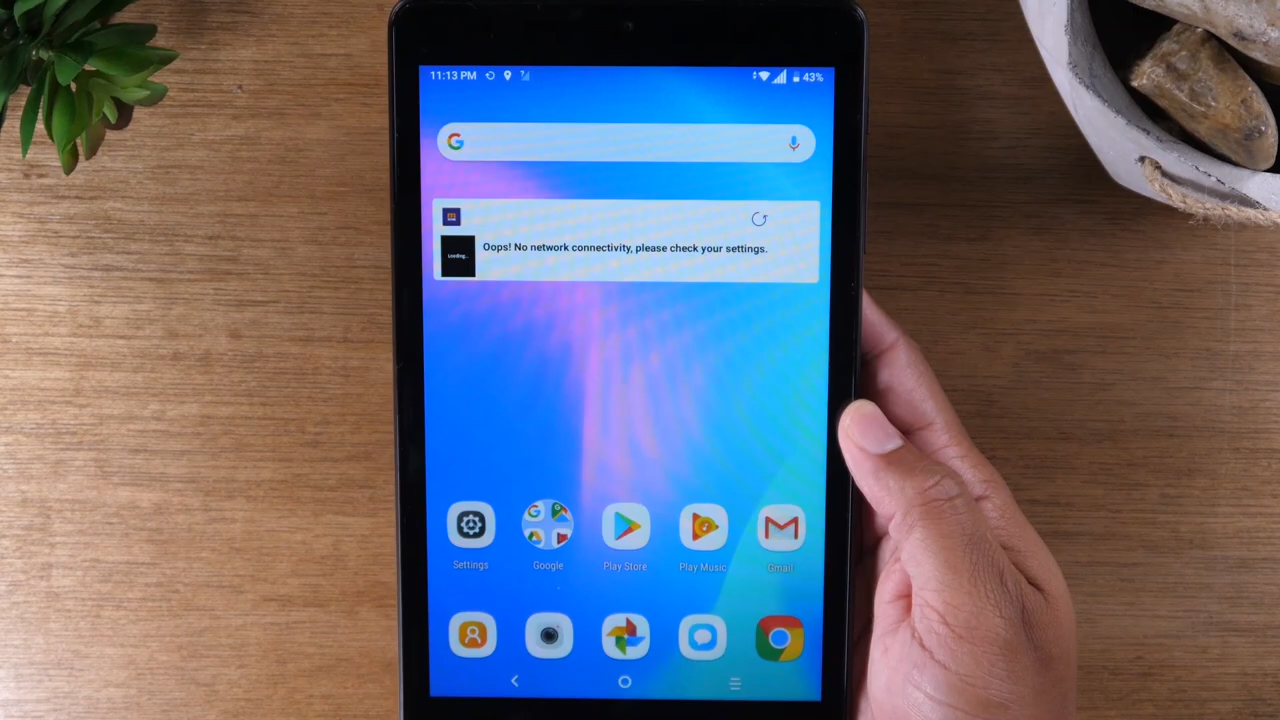 11:13 PM
43%
G
Oops! No network connectivity, please check your settings.
Loading...
Settings
Google
Play Store
Play Music
Gmail